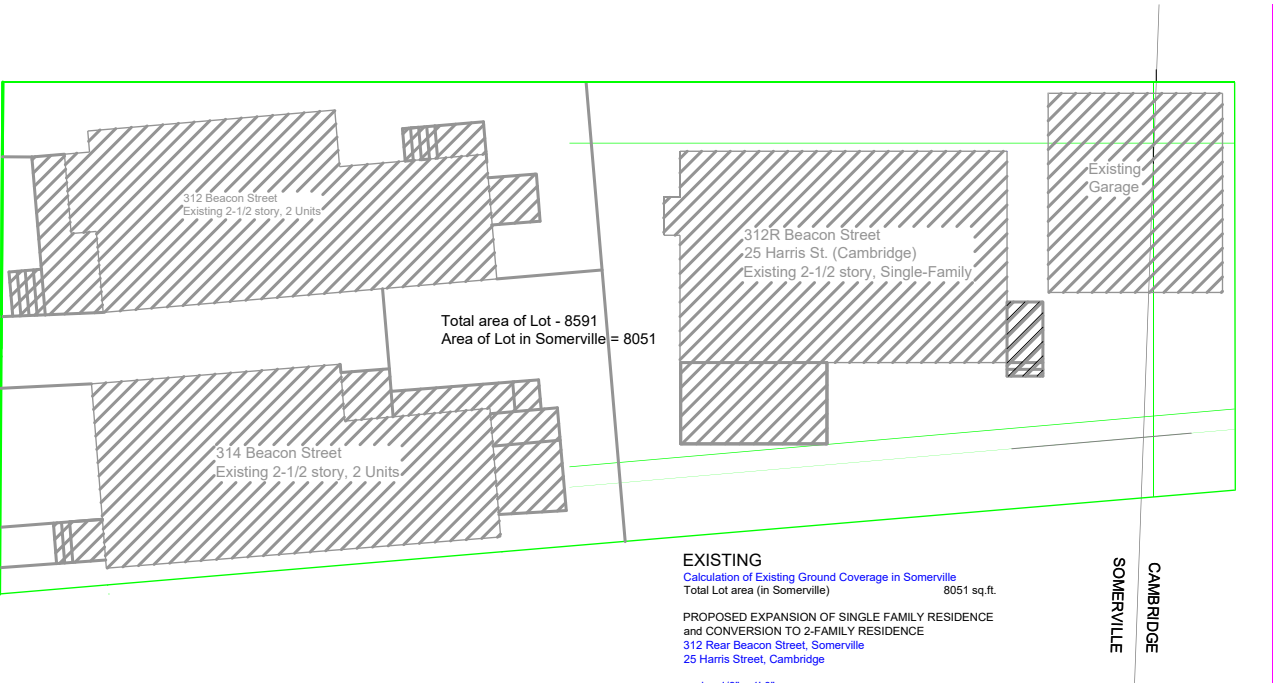 312 Beacon Street
Existing 2-1/2 story, 2 Units
Existing
Garage
312R Beacon Street
25 Harris St. (Cambridge)
Existing 2-1/2 story, Single-Family
Total area of Lot - 8591
Area of Lot in Somerville = 8051
314 Beacon Street
Existing 2-1/2 story, 2 Units
EXISTING
Calculation of Existing Ground Coverage in Somerville
Total Lot area (in Somerville) 8051 sq.ft.
PROPOSED EXPANSION OF SINGLE FAMILY RESIDENCE
and CONVERSION TO 2-FAMILY RESIDENCE
312 Rear Beacon Street, Somerville
25 Harris Street, Cambridge
SOMERVILLE
CAMBRIDGE